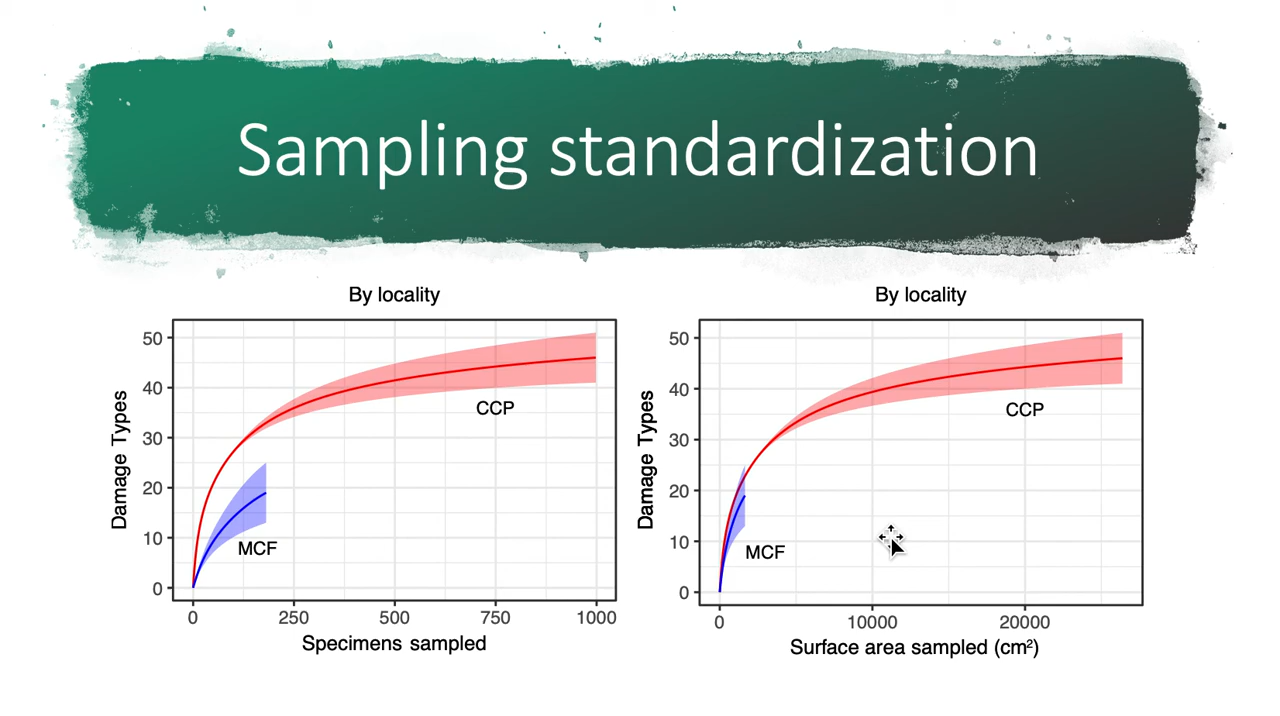 Sampling standardization
By locality
50
40
30
20
10
0
Damage Types
CCP
MCF
0 250 500 750 1000
Specimens sampled
By locality
50
40
30
20
10
0
Damage Types
CCP
MCF
0 10000 20000
Surface area sampled (cm²)